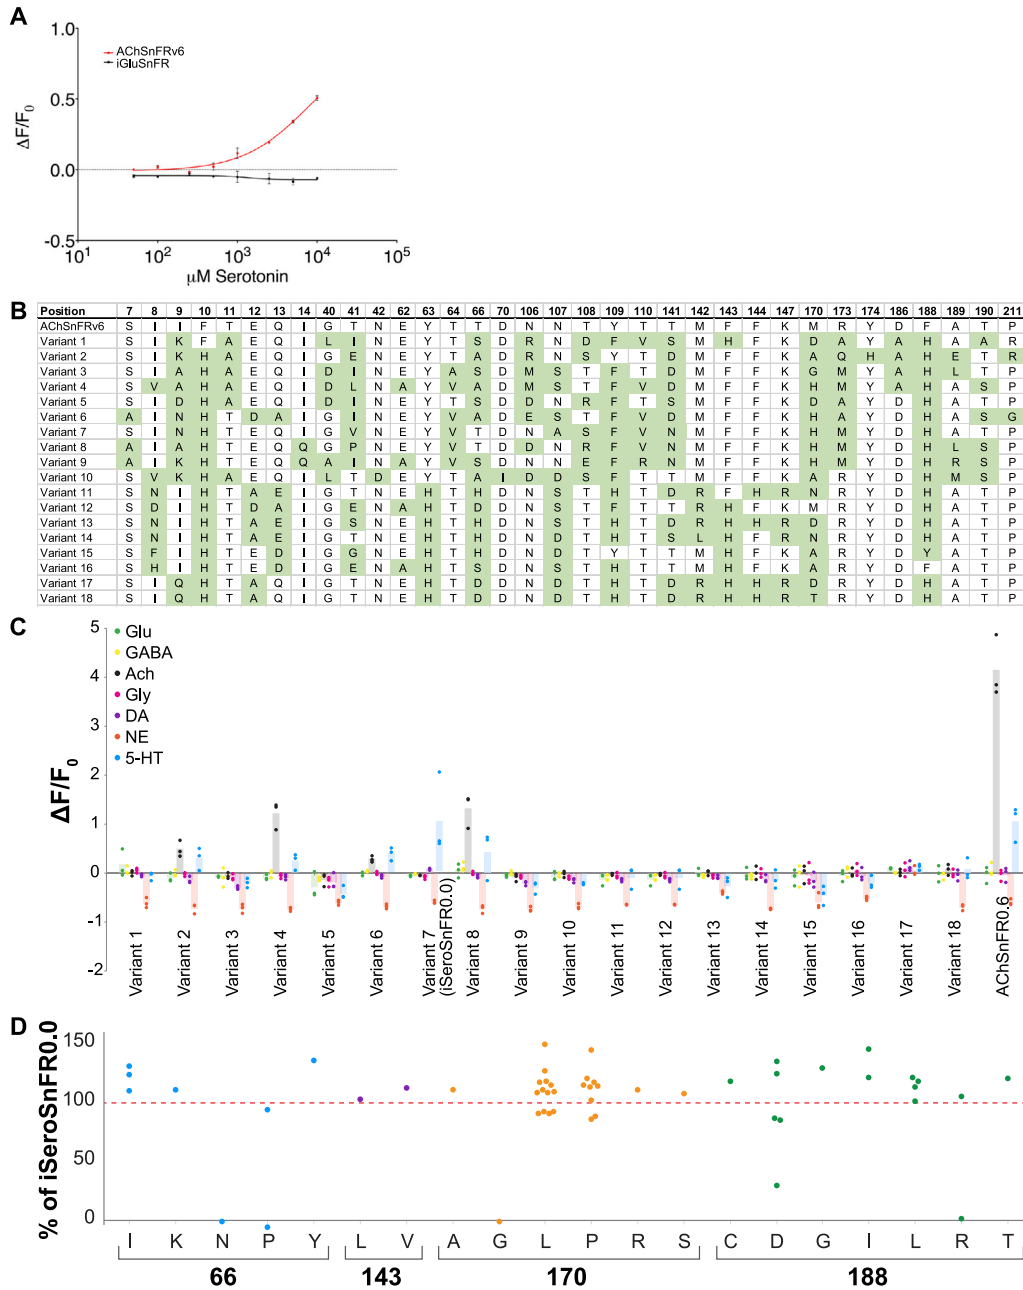 A
1.0
0.5
0.0
-0.5
ΔF/F0
AChSnFRv6
iGluSnFR
10^1 10^2 10^3 10^4 10^5
μM Serotonin
B
Position 7 8 9 10 11 12 13 14 40 41 42 62 63 64 66 70 106 107 108 109 110 141 142 143 144 147 170 173 174 186 188 189 190 211
AChSnFRv6 S I I F T E Q I G T N E Y T T D N N T Y T T M F F K M R Y D F A T P
Variant 1 S I K F A E Q I L I N E Y T S D R N D F V S M H F K D A Y A H A A R
Variant 2 S I K H A E Q I G E N E Y T A D R N S Y T D M F F K A Q H A H E T R
Variant 3 S I A H A E Q I D I N E Y A S D M S T F T D M F F K G M Y A H L T P
Variant 4 S V A H A E Q I D L N A Y V A D M S T F V D M F F K H M Y A H A S P
Variant 5 S I D H A E Q I D I N E Y T S D D N R F T S M F F K D A Y D H A T P
Variant 6 A I N H T D A I G I N E Y V A D E S T F V D M F F K H A Y D H A S G
Variant 7 S I N H T E Q I G V N E Y V T D N A S F V N M F F K H M Y D H A T P
Variant 8 A I A H T E Q Q G P N E Y V T D D N R F V N M F F K H M Y D H L S P
Variant 9 A I K H T E Q Q A I N A Y V S D N N E F R N M F F K H M Y D H R S P
Variant 10 S V K H A E Q I L T D E Y T A I D D S F T T M F F K A R Y D H M S P
Variant 11 S N I H T A E I G T N E H T H D N S T H T D R F H R N R Y D H A T P
Variant 12 S D I H T D A I G E N A H T D D N S T F T T R H F K M R Y D H A T P
Variant 13 S N I H T A E I G S N E H T H D N S T H T D R H H R D R Y D H A T P
Variant 14 S N I H T A E I G T N E H T H D N S T H T S L H F R N R Y D H A T P
Variant 15 S F I H T E D I G G N E H T H D N D T Y T T M H F K A R Y D Y A T P
Variant 16 S H I H T E D I G E N A H T D D N D T H T T M H F K A R Y D F A T P
Variant 17 S I Q H T A Q I G T N E H T D D N D T H T D R H H R D R Y D H A T P
Variant 18 S I Q H T A Q I G T N E H T D D N D T H T D R H H R T R Y D H A T P
C
5
4
3
2
1
0
-1
-2
ΔF/F0
Glu
GABA
Ach
Gly
DA
NE
5-HT
Variant 1
Variant 2
Variant 3
Variant 4
Variant 5
Variant 6
Variant 7
(iSeroSnFR0.0)
Variant 8
Variant 9
Variant 10
Variant 11
Variant 12
Variant 13
Variant 14
Variant 15
Variant 16
Variant 17
Variant 18
AChSnFR0.6
D
% of iSeroSnFR0.0
150
100
50
0
I K N P Y L V A G L P R S C D G I L R T
66 143 170 188